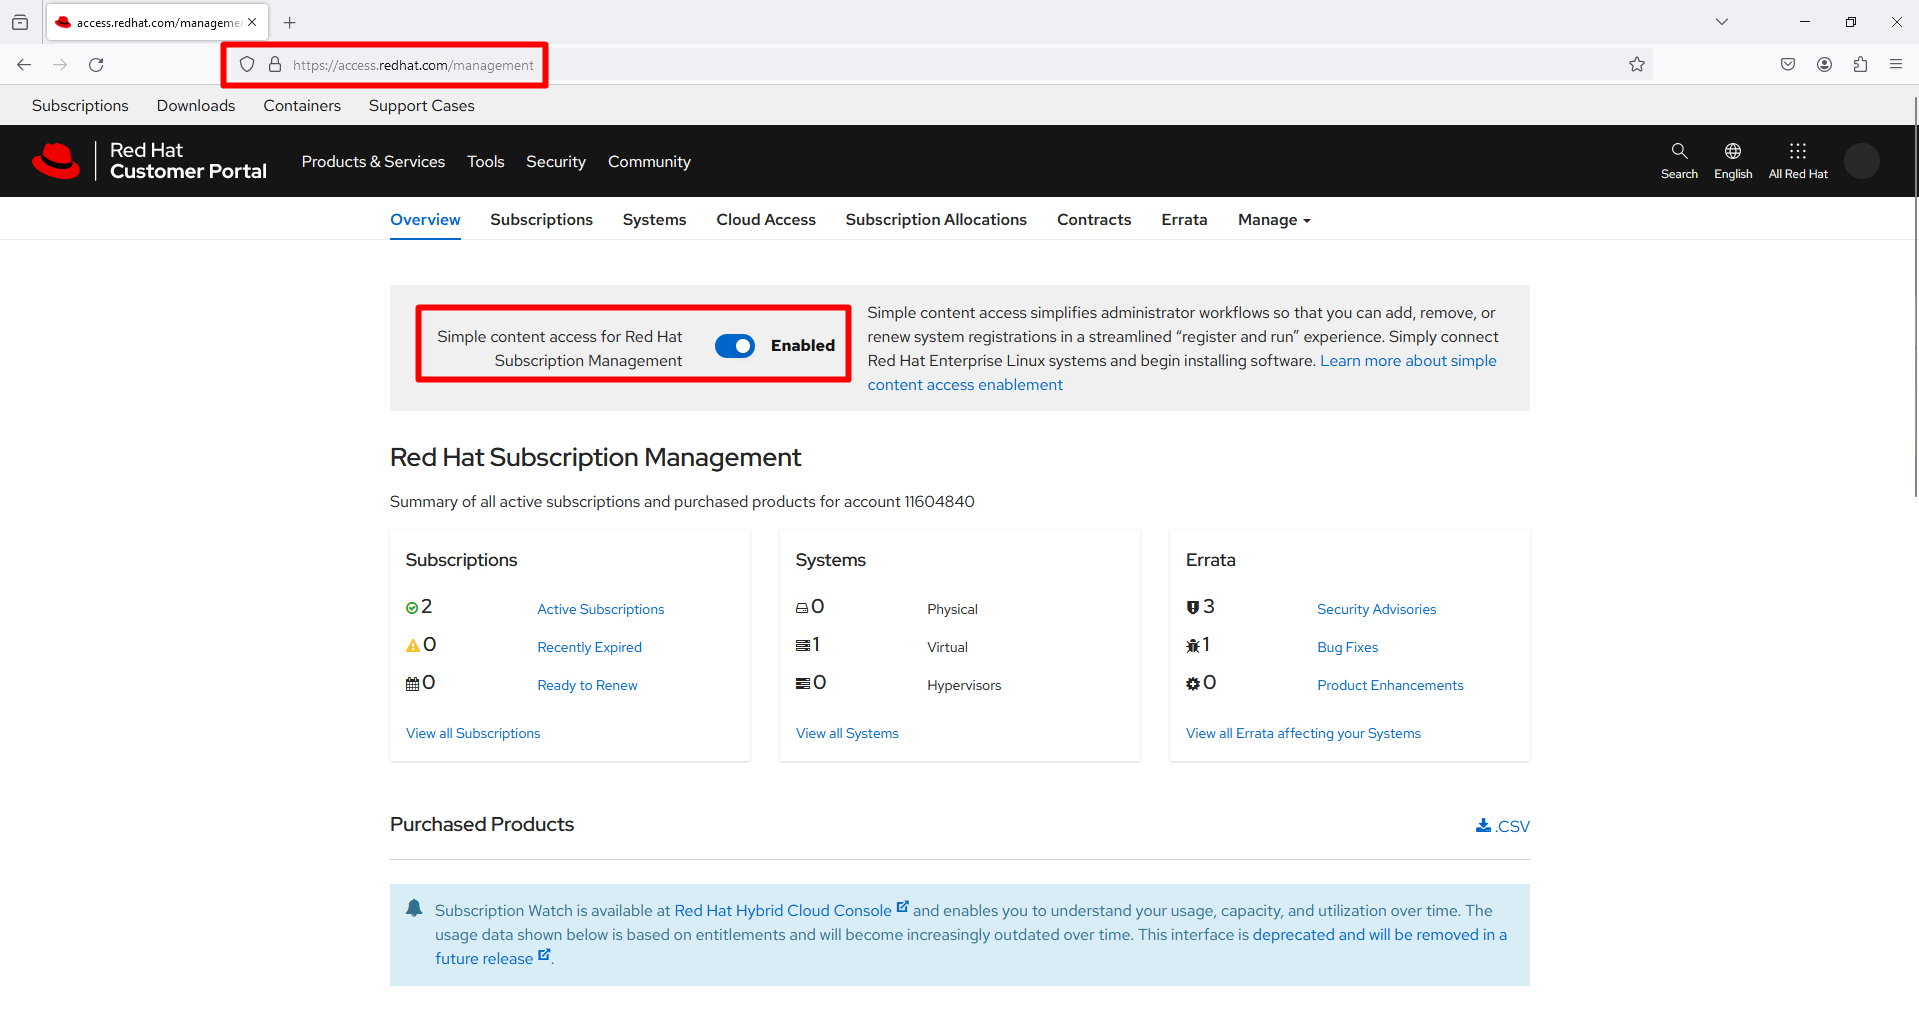 access.redhat.com/manageme
https://access.redhat.com/management
Subscriptions Downloads Containers Support Cases
Red Hat
Customer Portal
Products & Services Tools Security Community
Search English All Red Hat
Overview Subscriptions Systems Cloud Access Subscription Allocations Contracts Errata Manage
Simple content access for Red Hat
Subscription Management
Enabled
Simple content access simplifies administrator workflows so that you can add, remove, or
renew system registrations in a streamlined “register and run” experience. Simply connect
Red Hat Enterprise Linux systems and begin installing software. Learn more about simple
content access enablement
Red Hat Subscription Management
Summary of all active subscriptions and purchased products for account 11604840
Subscriptions
2 Active Subscriptions
0 Recently Expired
0 Ready to Renew
View all Subscriptions
Systems
0 Physical
1 Virtual
0 Hypervisors
View all Systems
Errata
3 Security Advisories
1 Bug Fixes
0 Product Enhancements
View all Errata affecting your Systems
Purchased Products
.CSV
Subscription Watch is available at Red Hat Hybrid Cloud Console and enables you to understand your usage, capacity, and utilization over time. The
usage data shown below is based on entitlements and will become increasingly outdated over time. This interface is deprecated and will be removed in a
future release .